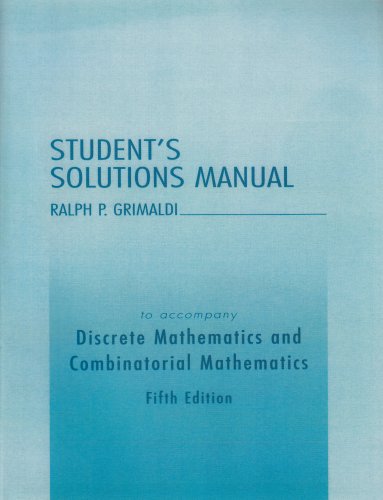 STUDENT'S
SOLUTIONS MANUAL
RALPH P. GRIMALDI
to accompany
Discrete Mathematics and
Combinatorial Mathematics
Fifth Edition